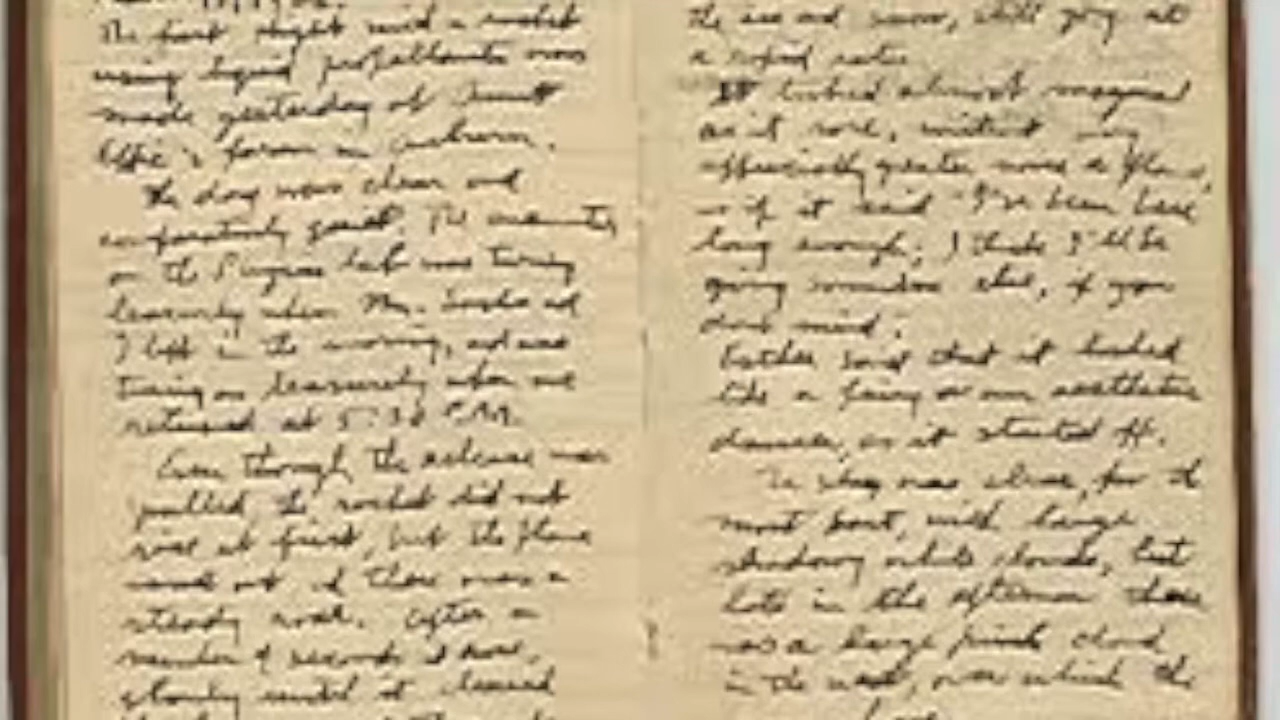 The first flight with a rocket
using liquid propellants was
made yesterday at Aunt
Effie's farm in Auburn.
The day was clear and
comparatively quiet. The
on the Physics lab was turning
leisurely when Mr. Sachs and
I left in the morning, and was
turning as leisurely when we
returned at 5:30 P.M.
Even though the release was
pulled, the rocket did not
rise at first, but the flame
came out, and there was a
steady roar. After a
number of seconds it rose,
slowly until it cleared
the ice and snow, still going at
a rapid rate.
It looked almost magical
as it rose, without any
appreciably greater noise or flame,
as if it said "I've been here
long enough; I think I'll be
going somewhere else, if you
don't mind."
Esther said that it looked
like a fairy or an aesthetic
dancer, as it started off.
The sky was clear, for the
most part, with large
shadowy white clouds, but
late in the afternoon there
was a large pink cloud
in the west, over which the